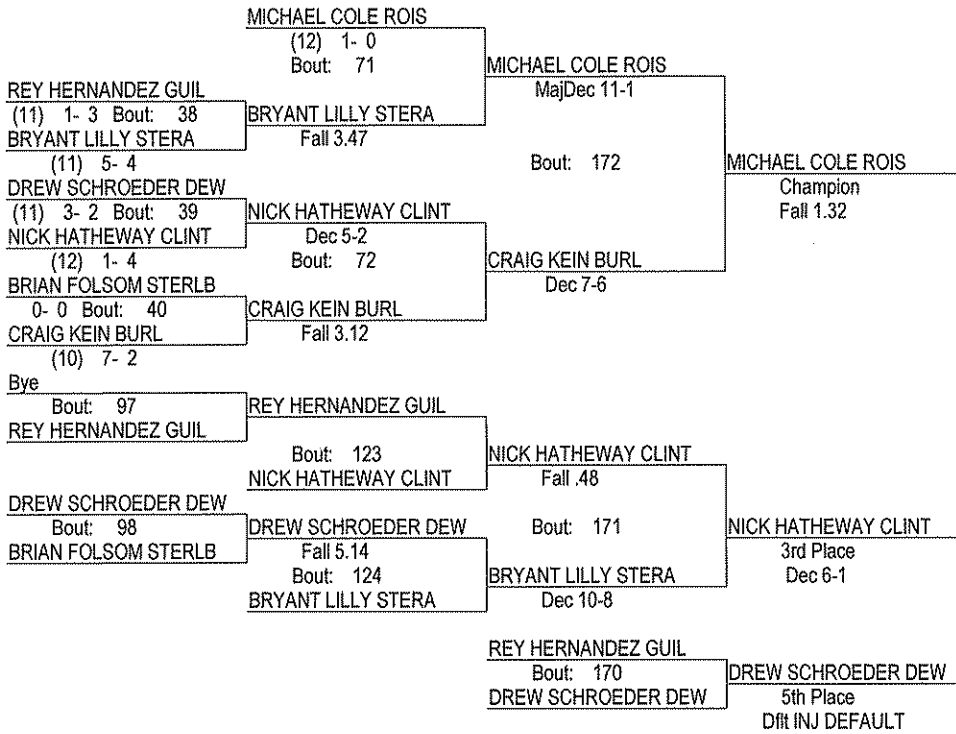 MICHAEL COLE ROIS
(12) 1- 0
Bout: 71
MICHAEL COLE ROIS
MajDec 11-1
REY HERNANDEZ GUIL
(11) 1- 3 Bout: 38
BRYANT LILLY STERA
Fall 3.47
BRYANT LILLY STERA
(11) 5- 4
Bout: 172
MICHAEL COLE ROIS
Champion
Fall 1.32
DREW SCHROEDER DEW
(11) 3- 2 Bout: 39
NICK HATHEWAY CLINT
Dec 5-2
NICK HATHEWAY CLINT
(12) 1- 4
Bout: 72
CRAIG KEIN BURL
Dec 7-6
BRIAN FOLSOM STERLB
0- 0 Bout: 40
CRAIG KEIN BURL
Fall 3.12
CRAIG KEIN BURL
(10) 7- 2
Bye
Bout: 97
REY HERNANDEZ GUIL
REY HERNANDEZ GUIL
Bout: 123
NICK HATHEWAY CLINT
NICK HATHEWAY CLINT
Fall .48
DREW SCHROEDER DEW
Bout: 98
BRIAN FOLSOM STERLB
DREW SCHROEDER DEW
Fall 5.14
Bout: 124
BRYANT LILLY STERA
Bout: 171
BRYANT LILLY STERA
Dec 10-8
NICK HATHEWAY CLINT
3rd Place
Dec 6-1
REY HERNANDEZ GUIL
Bout: 170
DREW SCHROEDER DEW
DREW SCHROEDER DEW
5th Place
Dflt INJ DEFAULT